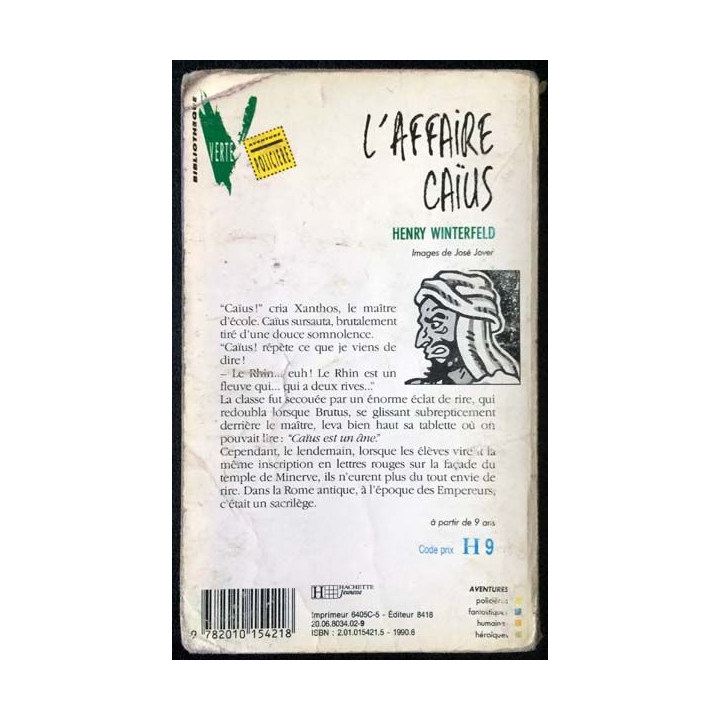 BIBLIOTHEQUE
VERTE
AVENTURE
POLICIERE
L'AFFAIRE
CAÏUS
HENRY WINTERFELD
Images de José Jover
"Caïus!" cria Xanthos, le maître
d'école. Caïus sursauta, brutalement
tiré d'une douce somnolence.
"Caïus! répète ce que je viens de
dire!
– Le Rhin... euh! Le Rhin est un
fleuve qui... qui a deux rives..."
La classe fut secouée par un énorme éclat de rire, qui
redoubla lorsque Brutus, se glissant subrepticement
derrière le maître, leva bien haut sa tablette où on
pouvait lire : "Caïus est un âne."
Cependant, le lendemain, lorsque les élèves virent la
même inscription en lettres rouges sur la façade du
temple de Minerve, ils n'eurent plus du tout envie de
rire. Dans la Rome antique, à l'époque des Empereurs,
c'était un sacrilège.
à partir de 9 ans
Code prix H 9
H HACHETTE
Jeunesse
Imprimeur 6405C-5 - Éditeur 8418
20.06.8034.02-9
ISBN : 2.01.015421.5 - 1990.6
9 782010 154218
AVENTURES
policières
fantastiques
humaines
héroïques